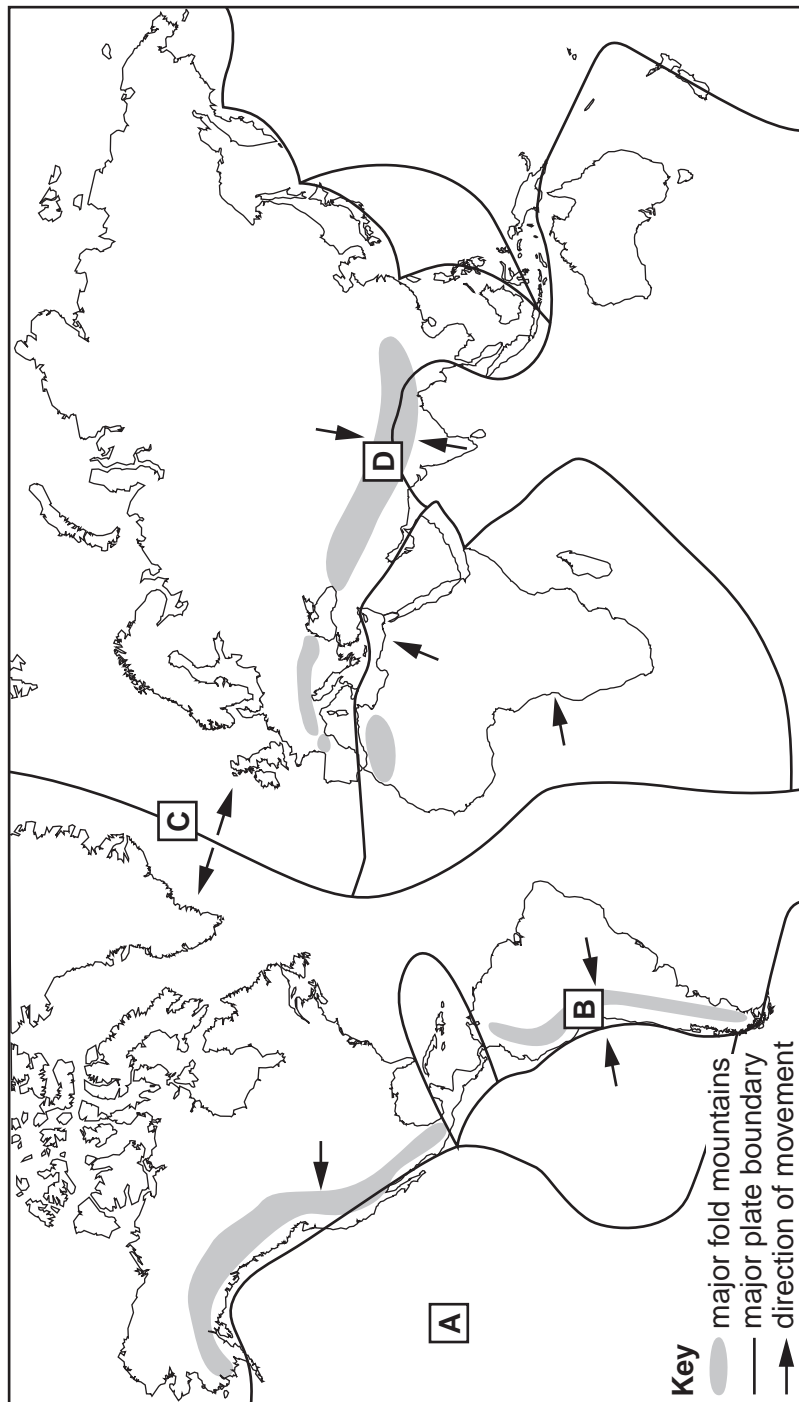 C
D
B
A
Key
major fold mountains
major plate boundary
direction of movement